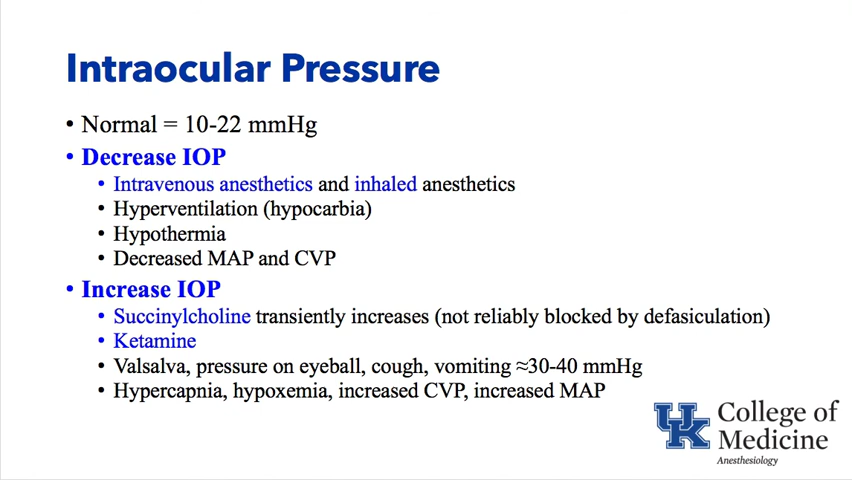 Intraocular Pressure
• Normal = 10-22 mmHg
• Decrease IOP
• Intravenous anesthetics and inhaled anesthetics
• Hyperventilation (hypocarbia)
• Hypothermia
• Decreased MAP and CVP
• Increase IOP
• Succinylcholine transiently increases (not reliably blocked by defasiculation)
• Ketamine
• Valsalva, pressure on eyeball, cough, vomiting ≈30-40 mmHg
• Hypercapnia, hypoxemia, increased CVP, increased MAP
UK
College of
Medicine
Anesthesiology